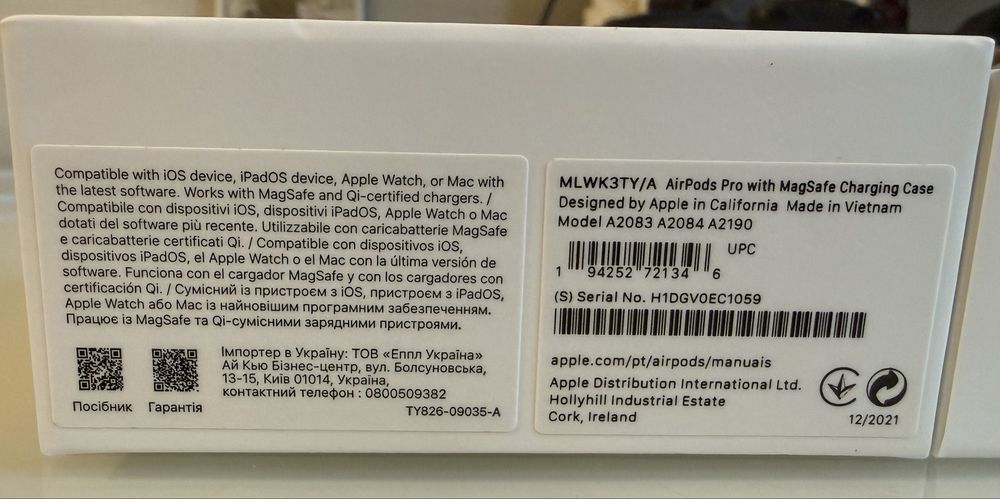 Compatible with iOS device, iPadOS device, Apple Watch, or Mac with
the latest software. Works with MagSafe and Qi-certified chargers. /
Compatibile con dispositivi iOS, dispositivi iPadOS, Apple Watch o Mac
dotati del software più recente. Utilizzabile con caricabatterie MagSafe
e caricabatterie certificati Qi. / Compatible con dispositivos iOS,
dispositivos iPadOS, el Apple Watch o el Mac con la última versión de
software. Funciona con el cargador MagSafe y con los cargadores con
certificación Qi. / Сумісний із пристроєм з iOS, пристроєм з iPadOS,
Apple Watch або Mac із найновішим програмним забезпеченням.
Працює із MagSafe та Qi-сумісними зарядними пристроями.
Посібник
Гарантія
Імпортер в Україну: ТОВ «Еппл Україна»
Ай Кью Бізнес-центр, вул. Болсуновська,
13-15, Київ 01014, Україна,
контактний телефон : 0800509382
TY826-09035-A
MLWK3TY/A AirPods Pro with MagSafe Charging Case
Designed by Apple in California Made in Vietnam
Model A2083 A2084 A2190
UPC
1 94252 72134 6
(S) Serial No. H1DGV0EC1059
apple.com/pt/airpods/manuais
Apple Distribution International Ltd.
Hollyhill Industrial Estate
Cork, Ireland
12/2021